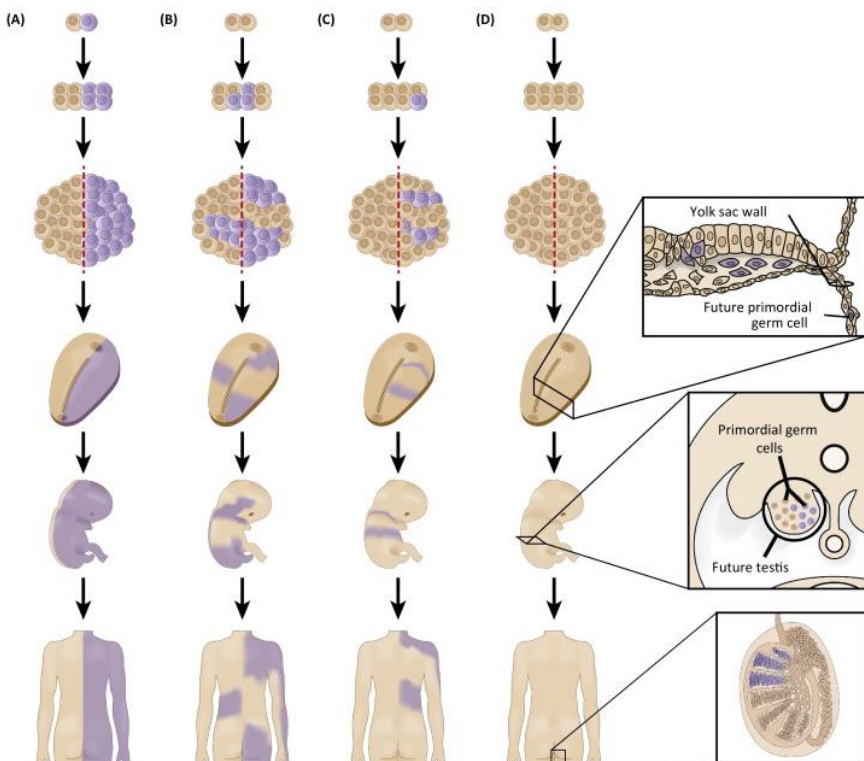 (A)
(B)
(C)
(D)
Yolk sac wall
Future primordial
germ cell
Primordial germ
cells
Future testis